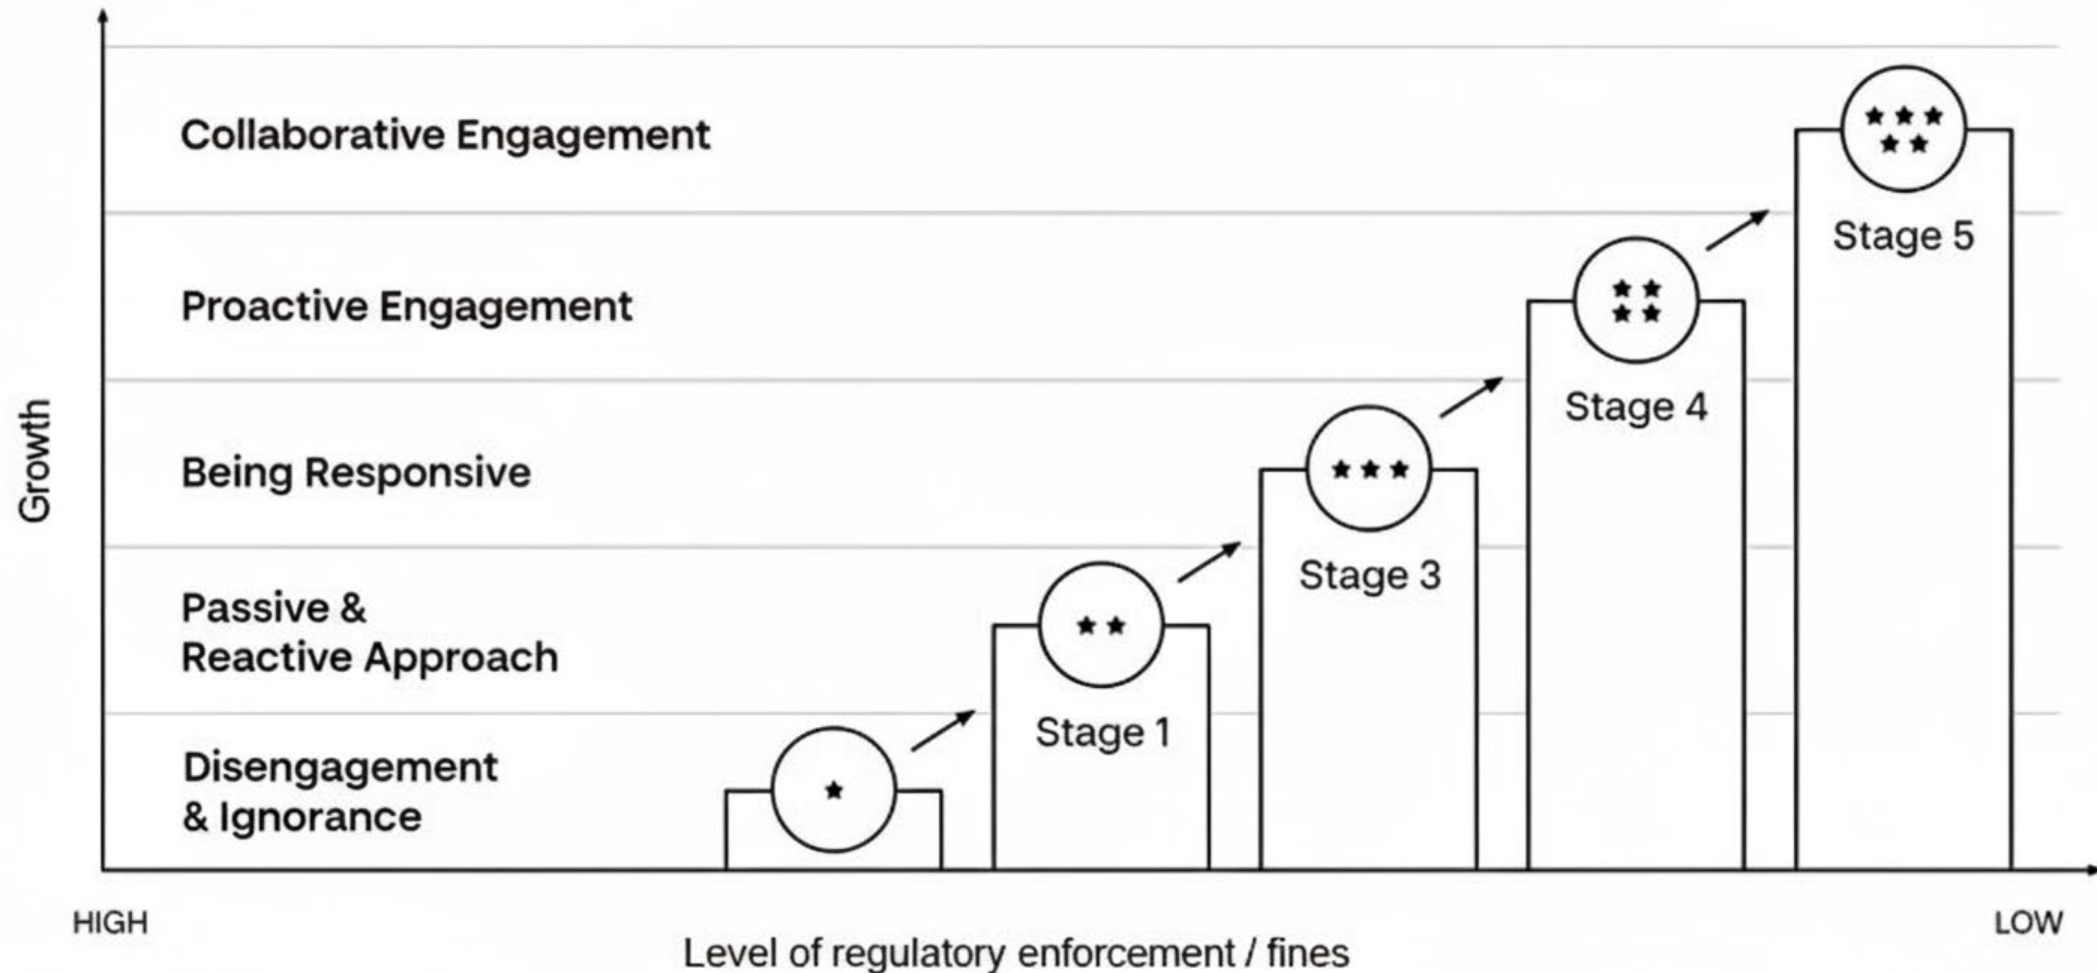 Collaborative Engagement
Stage 5
Proactive Engagement
Stage 4
Being Responsive
Stage 3
Passive &
Reactive Approach
Stage 1
Disengagement
& Ignorance
Growth
HIGH
LOW
Level of regulatory enforcement / fines